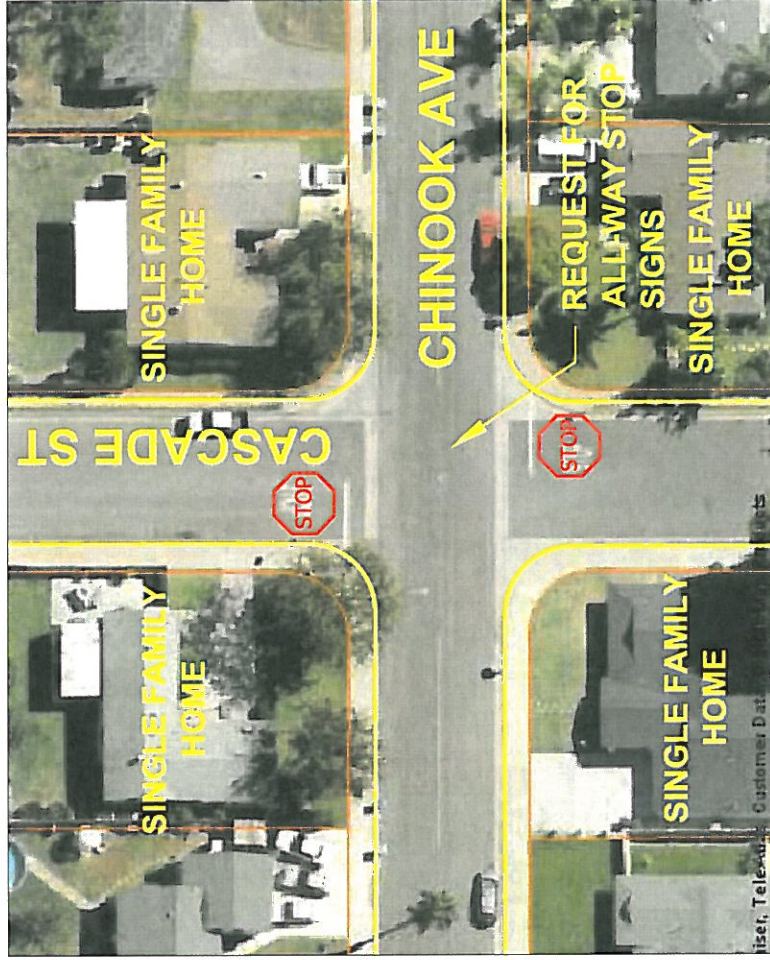 SINGLE FAMILY
HOME
CASCADE ST
SINGLE FAMILY
HOME
STOP
CHINOOK AVE
STOP
REQUEST FOR
ALL-WAY STOP
SIGNS
SINGLE FAMILY
HOME
SINGLE FAMILY
HOME
Customer